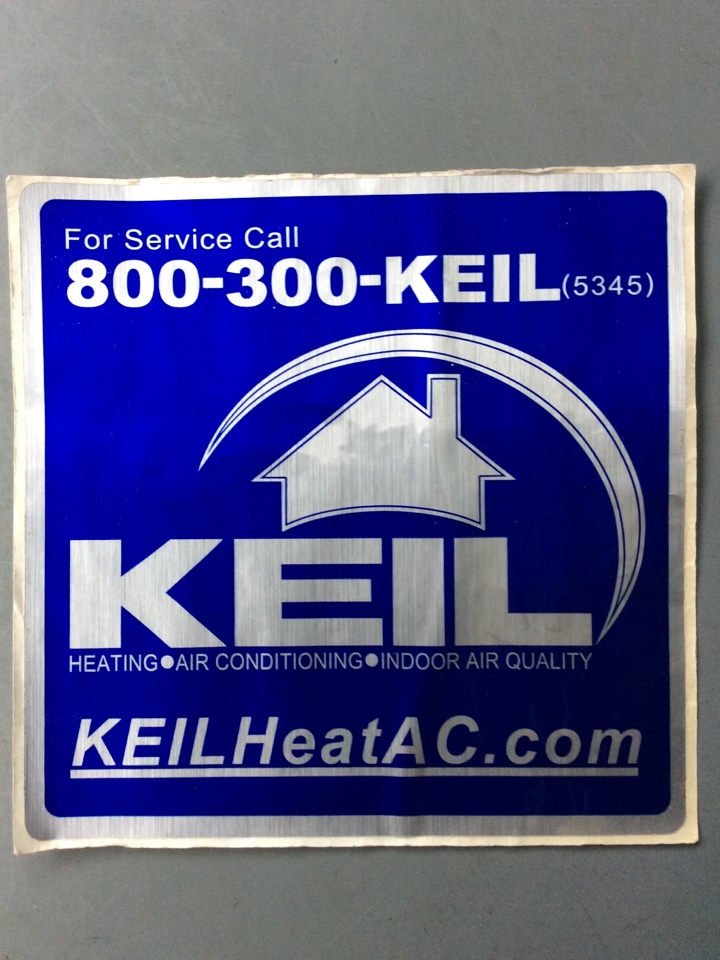 For Service Call
800-300-KEIL(5345)
KEIL
HEATING●AIR CONDITIONING●INDOOR AIR QUALITY
KEILHeatAC.com